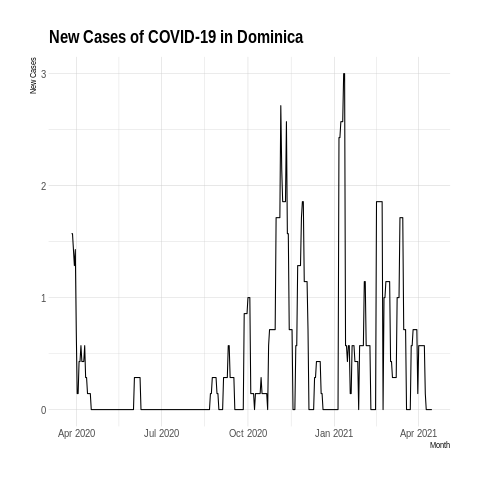 New Cases of COVID-19 in Dominica
New Cases
3
2
1
0
Apr 2020 Jul 2020 Oct 2020 Jan 2021 Apr 2021
Month